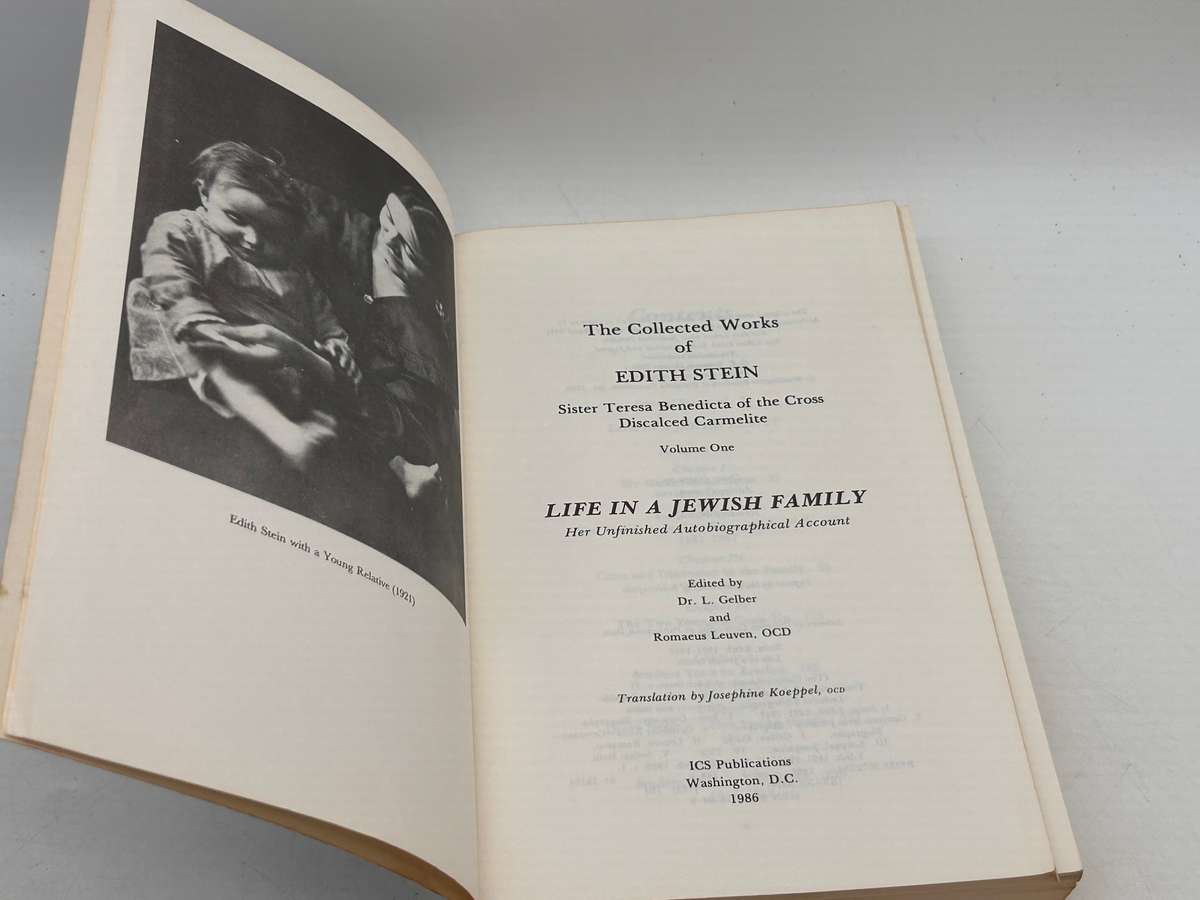 Edith Stein with a Young Relative (1921)
The Collected Works
of
EDITH STEIN
Sister Teresa Benedicta of the Cross
Discalced Carmelite
Volume One
LIFE IN A JEWISH FAMILY
Her Unfinished Autobiographical Account
Edited by
Dr. L. Gelber
and
Romaeus Leuven, OCD
Translation by Josephine Koeppel, OCD
ICS Publications
Washington, D.C.
1986